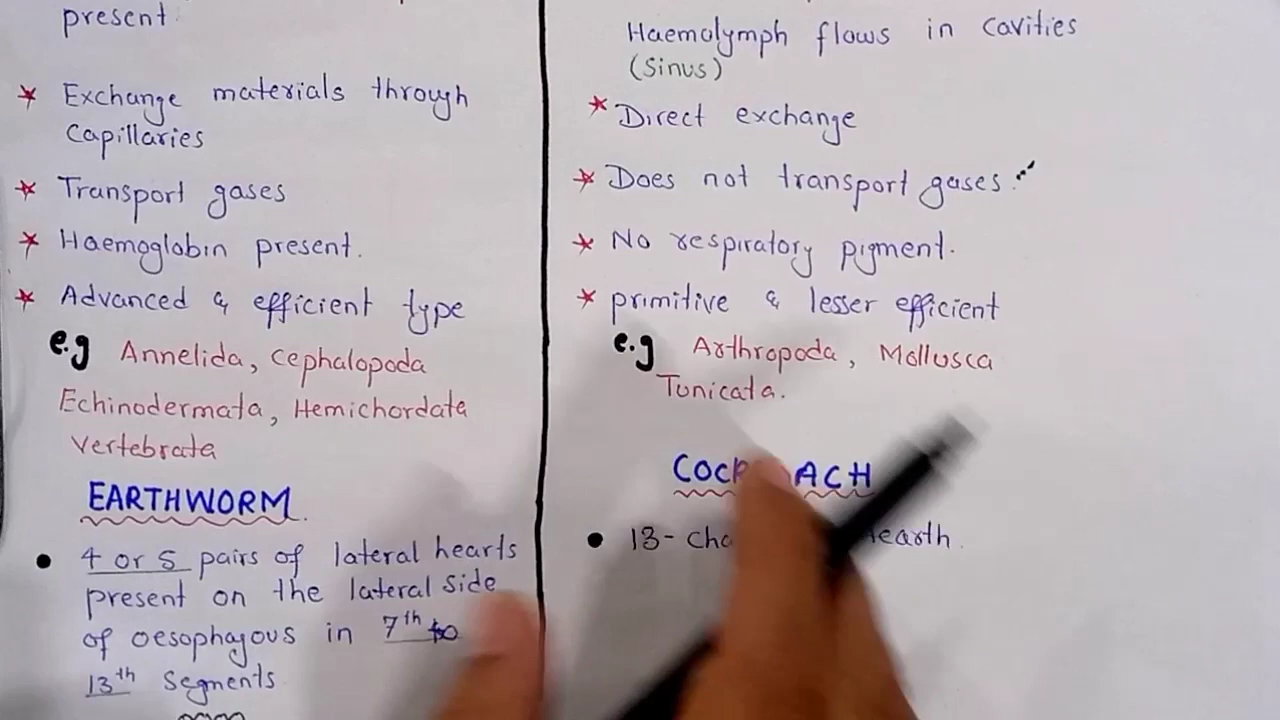 present
Exchange materials through
Capillaries
Transport gases
Haemoglobin present.
Advanced & efficient type
e.g Annelida, Cephalopoda
Echinodermata, Hemichordata
Vertebrata
EARTHWORM
4 or 5 pairs of lateral hearts
present on the lateral side
of oesophagous in 7th to
13th Segments
Haemolymph flows in cavities
(Sinus)
Direct exchange
Does not transport gases.
No respiratory pigment.
primitive & lesser efficient
e.g Arthropoda, Mollusca
Tunicata.
13-